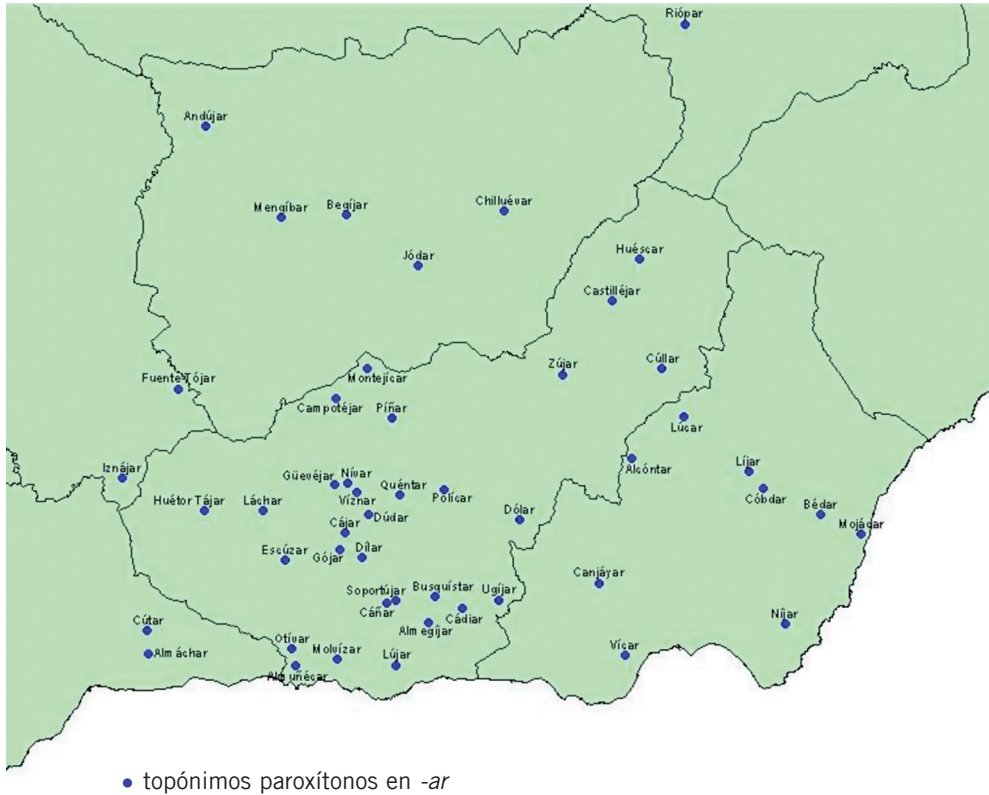 Riópar
Andújar
Mengíbar
Begíjar
Chilluévar
Jódar
Huéscar
Castilléjar
Fuente-Tójar
Montejícar
Zújar
Cúllar
Campotéjar
Píñar
Lúcar
Iznájar
Alcóntar
Líjar
Güevéjar
Nívar
Quéntar
Polícar
Cóbdar
Huétor Tájar
Láchar
Víznar
Dúdar
Dólar
Bédar
Cájar
Mojácar
Escúzar
Gójar
Dílar
Canjáyar
Soportújar
Busquístar
Ugíjar
Cáñar
Cádiar
Cútar
Almegíjar
Níjar
Otívar
Molvízar
Almáchar
Lújar
Vícar
Almuñécar
topónimos paroxítonos en -ar